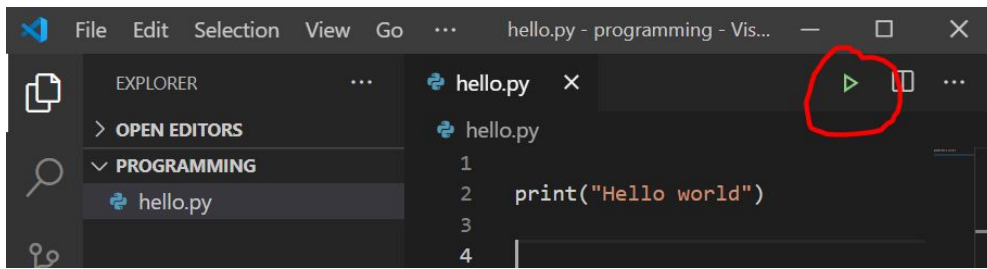 File Edit Selection View Go ··· hello.py - programming - Vis...
EXPLORER ···
> OPEN EDITORS
PROGRAMMING
hello.py
hello.py ×
···
hello.py
1
2 print("Hello world")
3
4